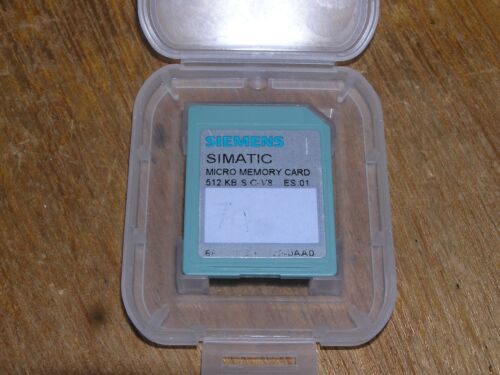 SIEMENS
SIMATIC
MICRO MEMORY CARD
512 KB S C-V8 ES:01